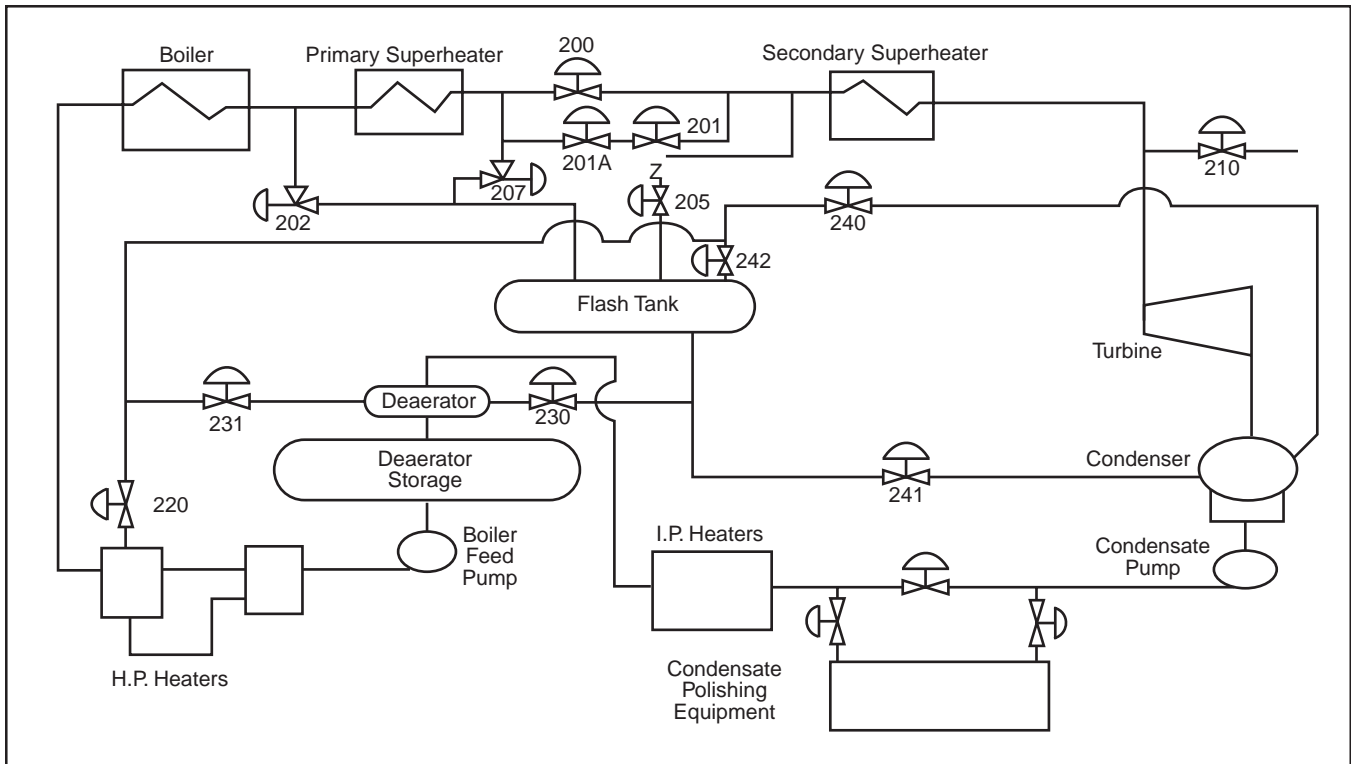 Boiler
Primary Superheater
200
Secondary Superheater
201
201A
210
207
205
202
240
242
Flash Tank
Turbine
Deaerator
231
230
Deaerator
Storage
Condenser
241
220
Boiler
Feed
Pump
I.P. Heaters
Condensate
Pump
H.P. Heaters
Condensate
Polishing
Equipment